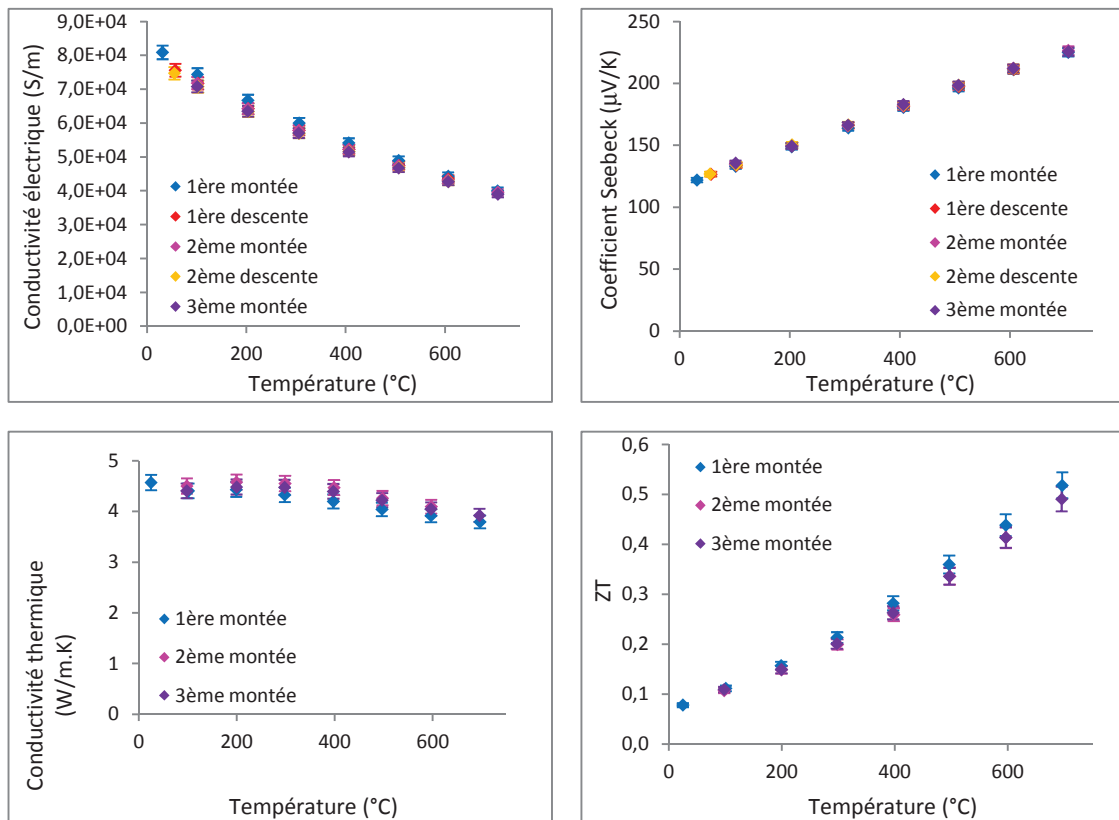 Conductivité électrique (S/m)
9,0E+04
8,0E+04
7,0E+04
6,0E+04
5,0E+04
4,0E+04
3,0E+04
2,0E+04
1,0E+04
0,0E+00
1ère montée
1ère descente
2ème montée
2ème descente
3ème montée
0 200 400 600
Température (°C)
Coefficient Seebeck (µV/K)
250
200
150
100
50
0
1ère montée
1ère descente
2ème montée
2ème descente
3ème montée
0 200 400 600
Température (°C)
Conductivité thermique
(W/m.K)
5
4
3
2
1
0
1ère montée
2ème montée
3ème montée
0 200 400 600
Température (°C)
ZT
0,6
0,5
0,4
0,3
0,2
0,1
0,0
1ère montée
2ème montée
3ème montée
0 200 400 600
Température (°C)